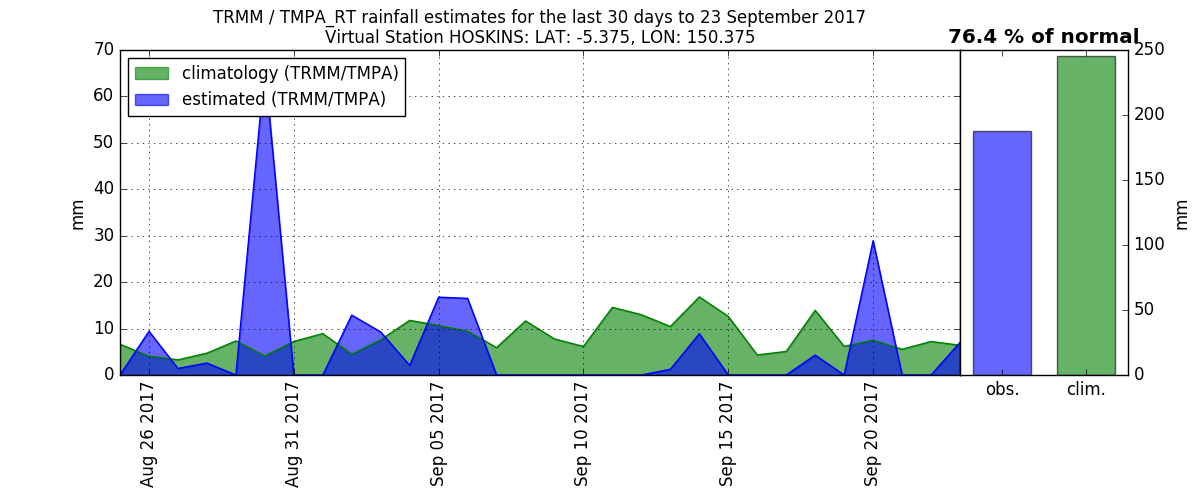 TRMM / TMPA_RT rainfall estimates for the last 30 days to 23 September 2017
Virtual Station HOSKINS: LAT: -5.375, LON: 150.375
76.4 % of normal
climatology (TRMM/TMPA)
estimated (TRMM/TMPA)
70
60
50
40
30
20
10
0
mm
Aug 26 2017
Aug 31 2017
Sep 05 2017
Sep 10 2017
Sep 15 2017
Sep 20 2017
obs.
clim.
250
200
150
100
50
0
mm